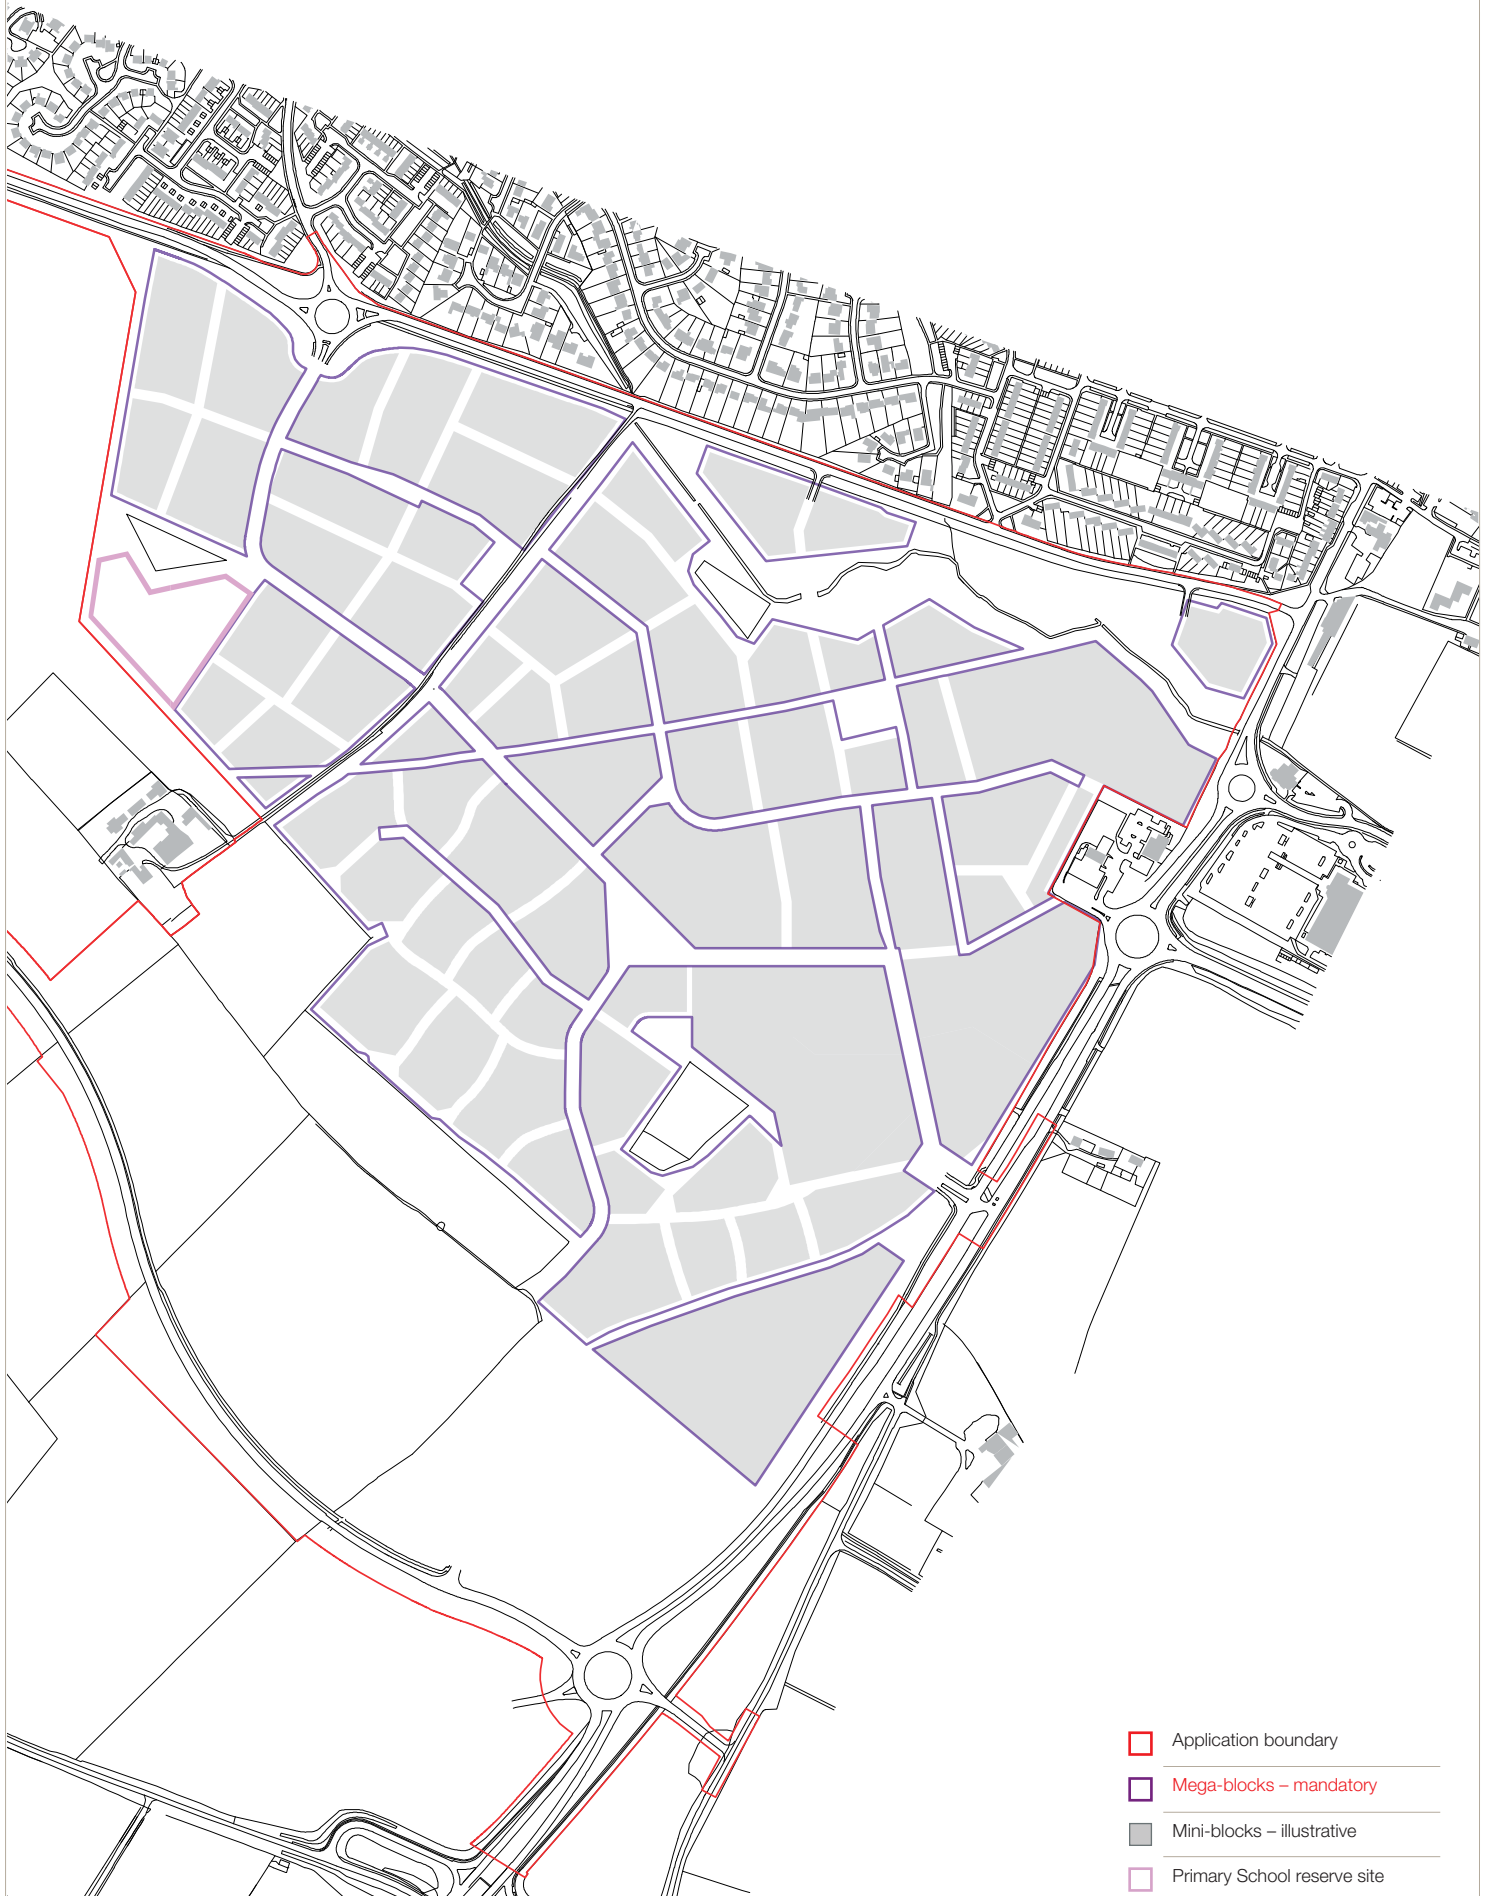 Application boundary
Mega-blocks – mandatory
Mini-blocks – illustrative
Primary School reserve site